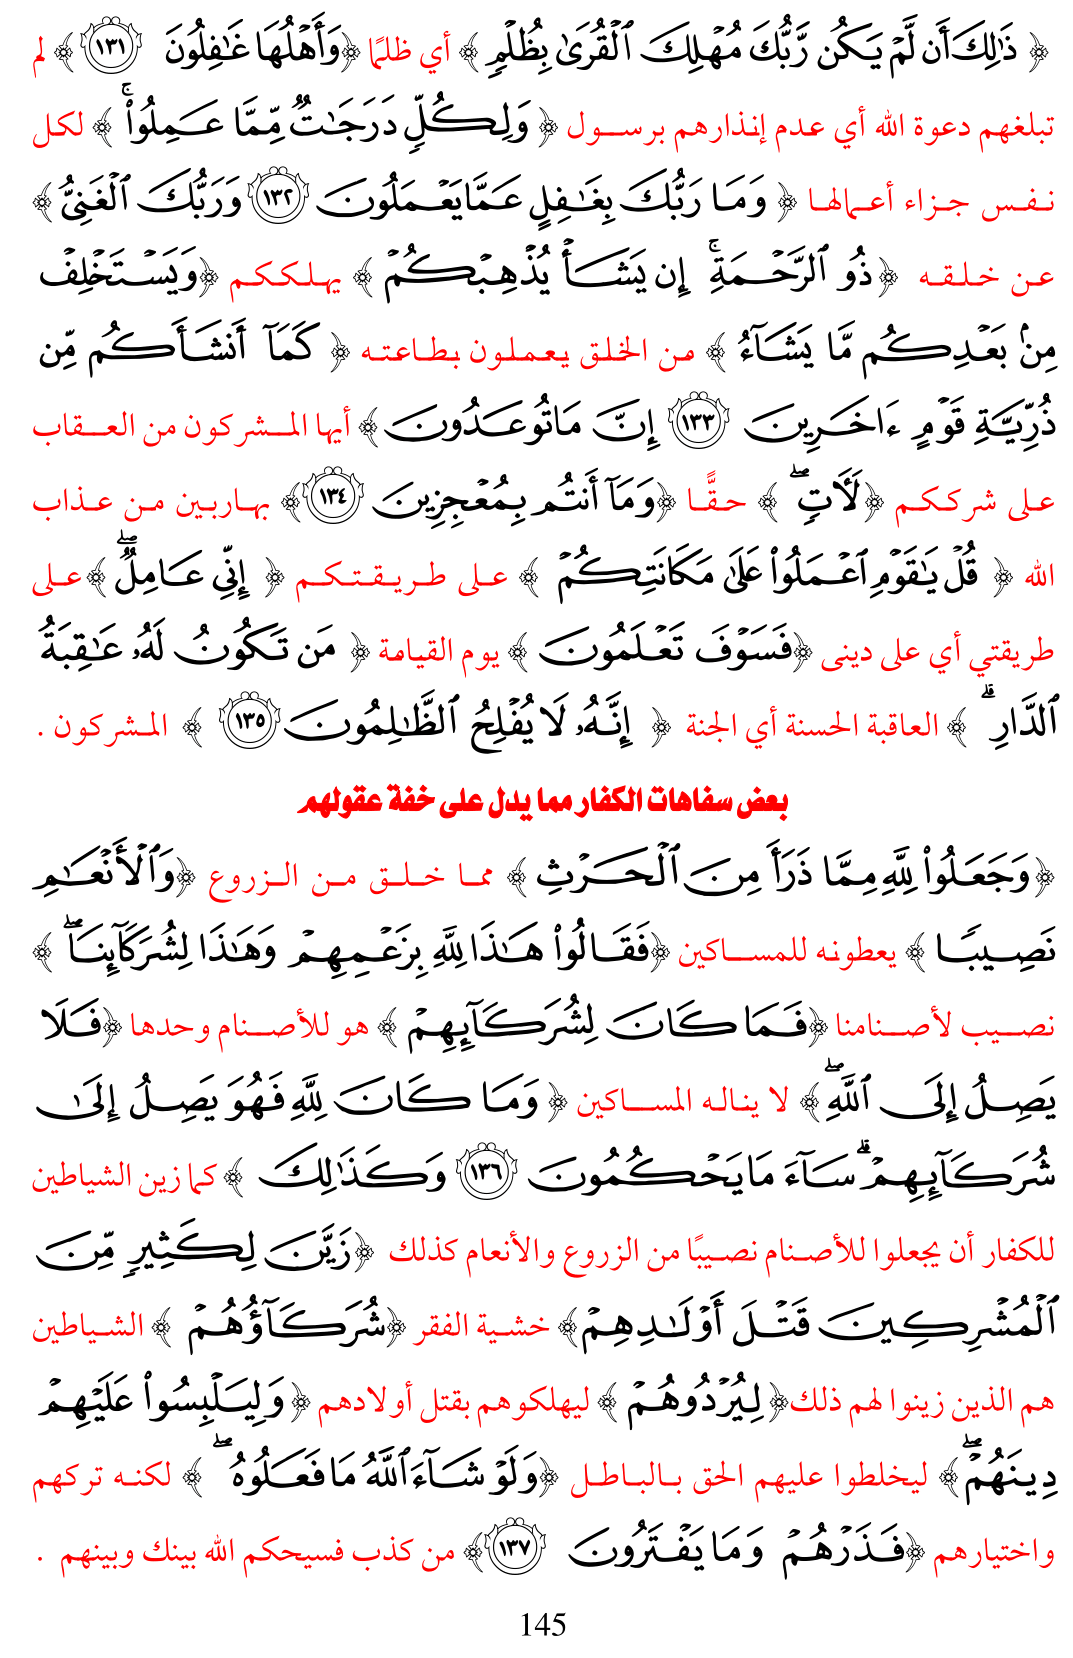 ﴿ ذَٰلِكَ أَن لَّمْ يَكُن رَّبُّكَ مُهْلِكَ ٱلْقُرَىٰ بِظُلْمٍ ﴾ أي ظلمًا ﴿وَأَهْلُهَا غَٰفِلُونَ ١٣١﴾ لم
تبلغهم دعوة الله أي عدم إنذارهم برسول ﴿ وَلِكُلٍّ دَرَجَٰتٌ مِّمَّا عَمِلُوا۟ ۚ ﴾ لكل
نفس جزاء أعمالها ﴿ وَمَا رَبُّكَ بِغَٰفِلٍ عَمَّا يَعْمَلُونَ ١٣٢ وَرَبُّكَ ٱلْغَنِىُّ ﴾
عن خلقه ﴿ذُو ٱلرَّحْمَةِ ۚ إِن يَشَأْ يُذْهِبْكُمْ ﴾ يهلككم ﴿وَيَسْتَخْلِفْ
مِنۢ بَعْدِكُم مَّا يَشَآءُ ﴾ من الخلق يعملون بطاعته ﴿ كَمَآ أَنشَأَكُم مِّن
ذُرِّيَّةِ قَوْمٍ ءَاخَرِينَ ١٣٣ إِنَّ مَا تُوعَدُونَ ﴾ أيها المشركون من العقاب
على شرككم ﴿لَءَاتٍ ۖ ﴾ حقًّا ﴿وَمَآ أَنتُم بِمُعْجِزِينَ ١٣٤﴾ بهاربين من عذاب
الله ﴿ قُلْ يَٰقَوْمِ ٱعْمَلُوا۟ عَلَىٰ مَكَانَتِكُمْ ﴾ على طريقتكم ﴿ إِنِّى عَامِلٌ ۖ ﴾ على
طريقتي أي على دينى ﴿فَسَوْفَ تَعْلَمُونَ ﴾ يوم القيامة ﴿ مَن تَكُونُ لَهُۥ عَٰقِبَةُ
ٱلدَّارِ ۗ ﴾ العاقبة الحسنة أي الجنة ﴿ إِنَّهُۥ لَا يُفْلِحُ ٱلظَّٰلِمُونَ ١٣٥ ﴾ المشركون .
بعض سفاهات الكفار مما يدل على خفة عقولهم
﴿وَجَعَلُوا۟ لِلَّهِ مِمَّا ذَرَأَ مِنَ ٱلْحَرْثِ ﴾ مما خلق من الزروع ﴿وَٱلْأَنْعَٰمِ
نَصِيبًا ﴾ يعطونه للمساكين ﴿فَقَالُوا۟ هَٰذَا لِلَّهِ بِزَعْمِهِمْ وَهَٰذَا لِشُرَكَآئِنَا ۖ ﴾
نصيب لأصنامنا ﴿فَمَا كَانَ لِشُرَكَآئِهِمْ ﴾ هو للأصنام وحدها ﴿فَلَا
يَصِلُ إِلَى ٱللَّهِ ۖ ﴾ لا يناله المساكين ﴿ وَمَا كَانَ لِلَّهِ فَهُوَ يَصِلُ إِلَىٰ
شُرَكَآئِهِمْ ۗ سَآءَ مَا يَحْكُمُونَ ١٣٦ وَكَذَٰلِكَ ﴾ كما زين الشياطين
للكفار أن يجعلوا للأصنام نصيبًا من الزروع والأنعام كذلك ﴿زَيَّنَ لِكَثِيرٍ مِّنَ
ٱلْمُشْرِكِينَ قَتْلَ أَوْلَٰدِهِمْ﴾ خشية الفقر ﴿شُرَكَآؤُهُمْ ﴾ الشياطين
هم الذين زينوا لهم ذلك ﴿لِيُرْدُوهُمْ ﴾ ليهلكوهم بقتل أولادهم ﴿وَلِيَلْبِسُوا۟ عَلَيْهِمْ
دِينَهُمْ ۖ ﴾ ليخلطوا عليهم الحق بالباطل ﴿وَلَوْ شَآءَ ٱللَّهُ مَا فَعَلُوهُ ۖ ﴾ لكنه تركهم
واختيارهم ﴿فَذَرْهُمْ وَمَا يَفْتَرُونَ ١٣٧﴾ من كذب فسيحكم الله بينك وبينهم .
145